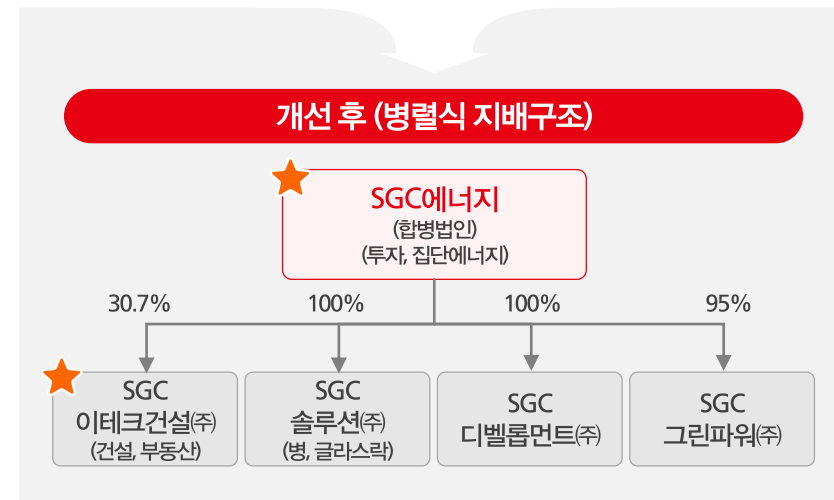 개선 후 (병렬식 지배구조)
SGC에너지
(합병법인)
(투자, 집단에너지)
30.7%
100%
100%
95%
SGC
이테크건설㈜
(건설, 부동산)
SGC
솔루션㈜
(병, 글라스락)
SGC
디벨롭먼트㈜
SGC
그린파워㈜